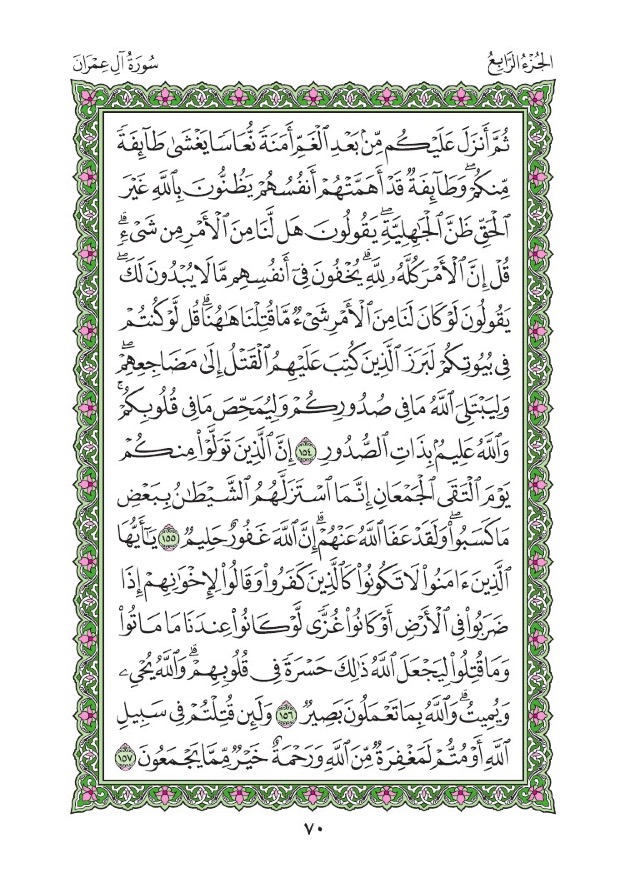 الجُزْءُ الرَّابِعُ
سُورَةُ آلِ عِمْرَانَ
ثُمَّ أَنزَلَ عَلَيْكُم مِّنۢ بَعْدِ ٱلْغَمِّ أَمَنَةً نُّعَاسًا يَغْشَىٰ طَآئِفَةً
مِّنكُمْ ۖ وَطَآئِفَةٌ قَدْ أَهَمَّتْهُمْ أَنفُسُهُمْ يَظُنُّونَ بِٱللَّهِ غَيْرَ
ٱلْحَقِّ ظَنَّ ٱلْجَٰهِلِيَّةِ ۖ يَقُولُونَ هَل لَّنَا مِنَ ٱلْأَمْرِ مِن شَىْءٍ ۗ
قُلْ إِنَّ ٱلْأَمْرَ كُلَّهُۥ لِلَّهِ ۗ يُخْفُونَ فِىٓ أَنفُسِهِم مَّا لَا يُبْدُونَ لَكَ ۖ
يَقُولُونَ لَوْ كَانَ لَنَا مِنَ ٱلْأَمْرِ شَىْءٌ مَّا قُتِلْنَا هَٰهُنَا ۗ قُل لَّوْ كُنتُمْ
فِى بُيُوتِكُمْ لَبَرَزَ ٱلَّذِينَ كُتِبَ عَلَيْهِمُ ٱلْقَتْلُ إِلَىٰ مَضَاجِعِهِمْ ۖ
وَلِيَبْتَلِىَ ٱللَّهُ مَا فِى صُدُورِكُمْ وَلِيُمَحِّصَ مَا فِى قُلُوبِكُمْ ۗ
وَٱللَّهُ عَلِيمٌۢ بِذَاتِ ٱلصُّدُورِ ١٥٤ إِنَّ ٱلَّذِينَ تَوَلَّوْا۟ مِنكُمْ
يَوْمَ ٱلْتَقَى ٱلْجَمْعَانِ إِنَّمَا ٱسْتَزَلَّهُمُ ٱلشَّيْطَٰنُ بِبَعْضِ
مَا كَسَبُوا۟ ۖ وَلَقَدْ عَفَا ٱللَّهُ عَنْهُمْ ۗ إِنَّ ٱللَّهَ غَفُورٌ حَلِيمٌ ١٥٥ يَٰٓأَيُّهَا
ٱلَّذِينَ ءَامَنُوا۟ لَا تَكُونُوا۟ كَٱلَّذِينَ كَفَرُوا۟ وَقَالُوا۟ لِإِخْوَٰنِهِمْ إِذَا
ضَرَبُوا۟ فِى ٱلْأَرْضِ أَوْ كَانُوا۟ غُزًّى لَّوْ كَانُوا۟ عِندَنَا مَا مَاتُوا۟
وَمَا قُتِلُوا۟ لِيَجْعَلَ ٱللَّهُ ذَٰلِكَ حَسْرَةً فِى قُلُوبِهِمْ ۗ وَٱللَّهُ يُحْىِۦ
وَيُمِيتُ ۗ وَٱللَّهُ بِمَا تَعْمَلُونَ بَصِيرٌ ١٥٦ وَلَئِن قُتِلْتُمْ فِى سَبِيلِ
ٱللَّهِ أَوْ مُتُّمْ لَمَغْفِرَةٌ مِّنَ ٱللَّهِ وَرَحْمَةٌ خَيْرٌ مِّمَّا يَجْمَعُونَ ١٥٧
٧٠